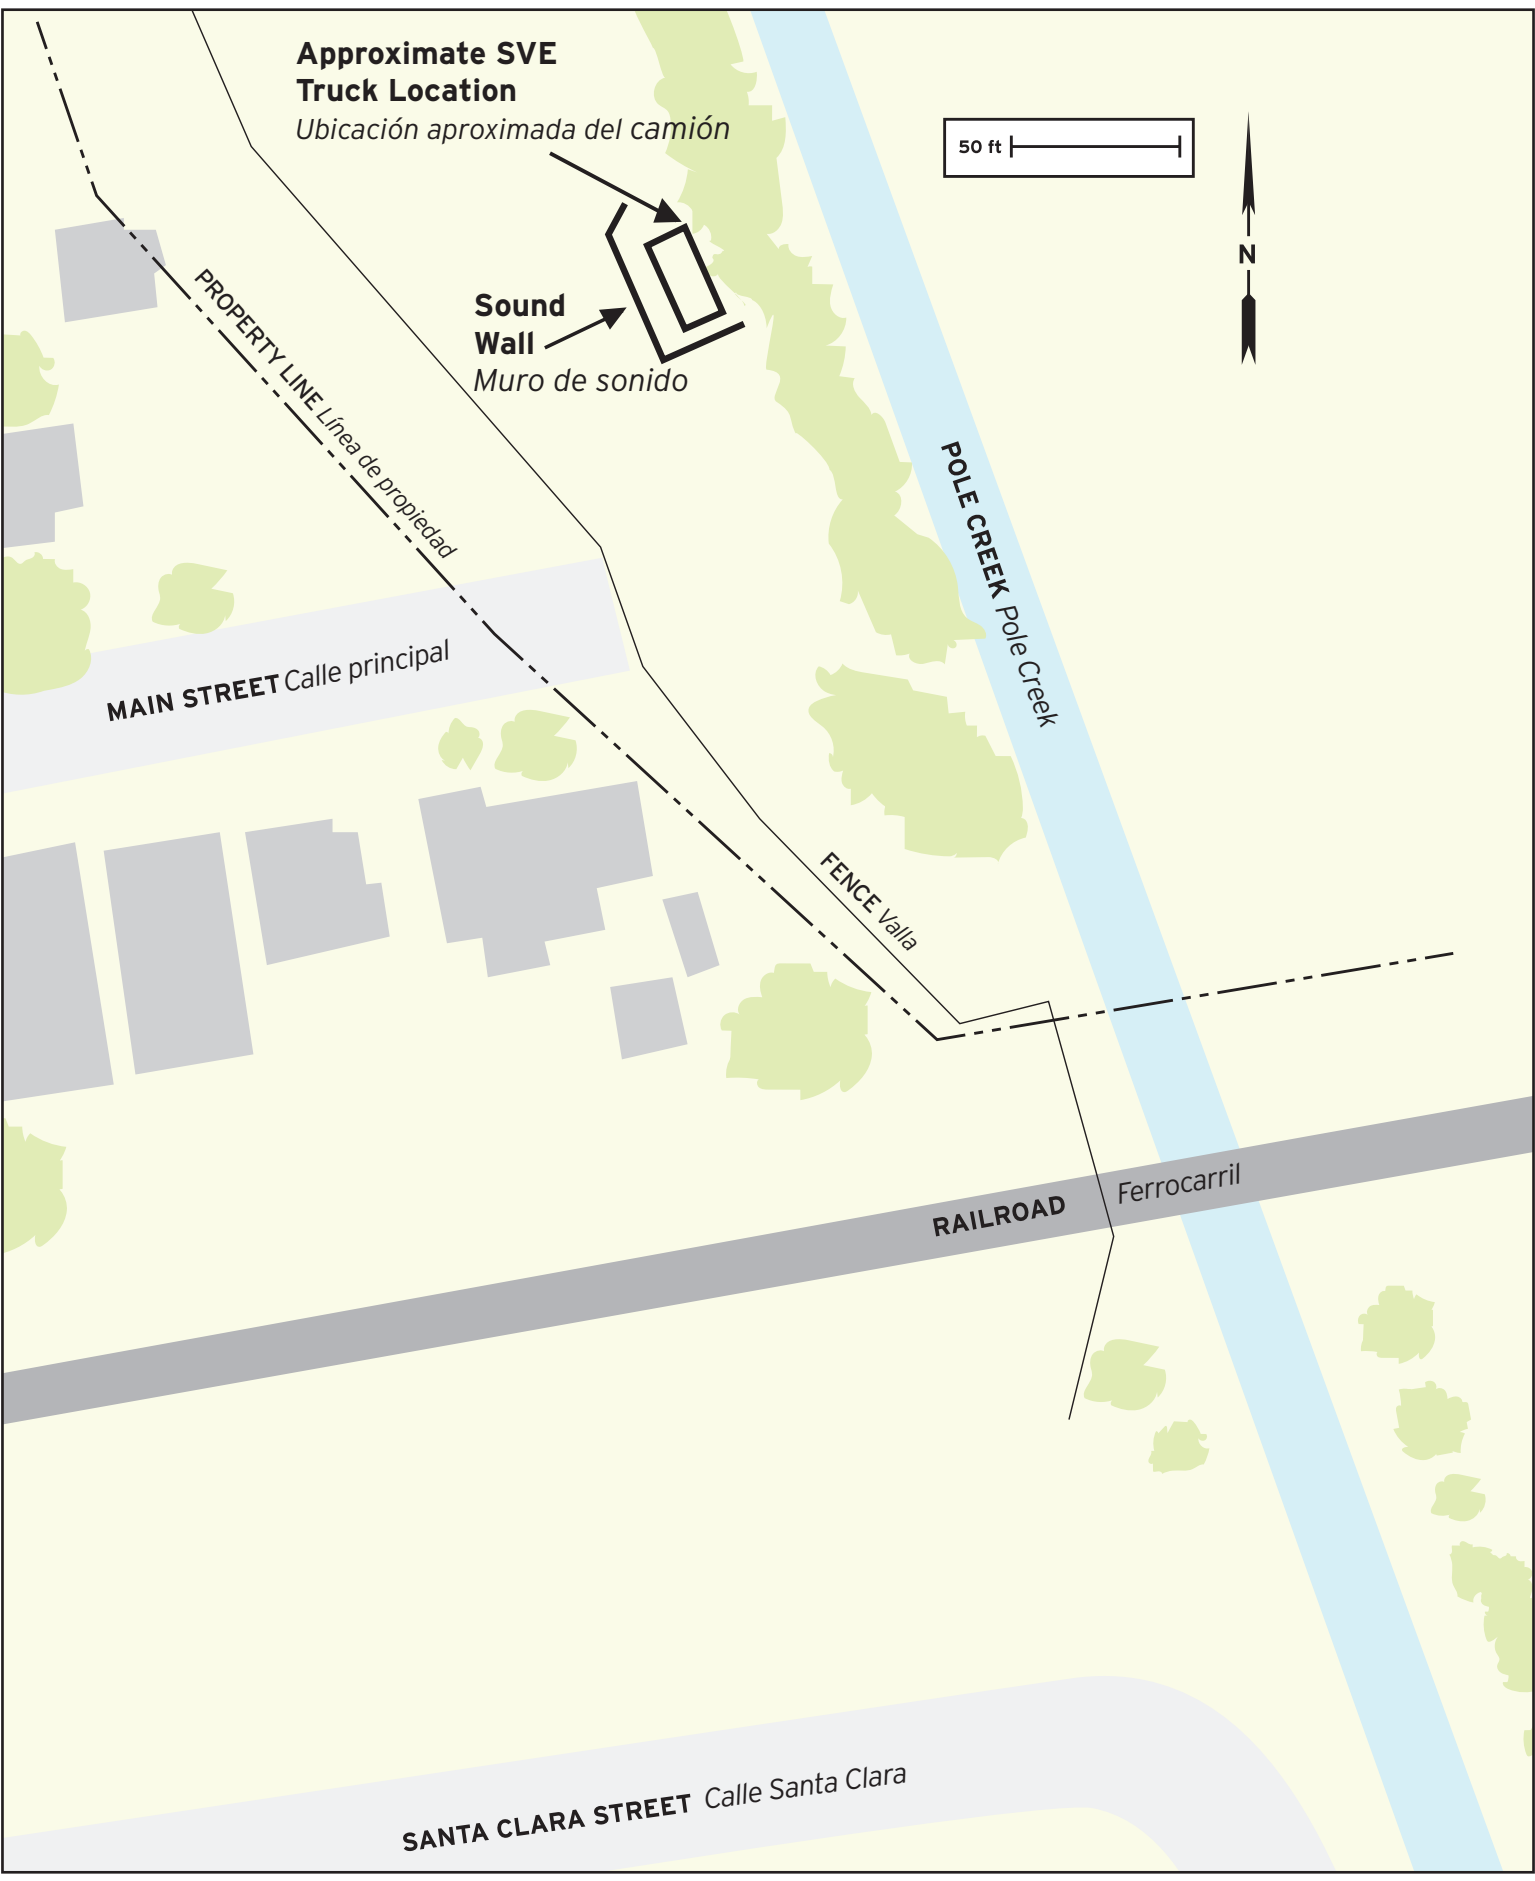 Approximate SVE
Truck Location
Ubicación aproximada del camión
50 ft
N
PROPERTY LINE Línea de propiedad
Sound
Wall
Muro de sonido
POLE CREEK Pole Creek
MAIN STREET Calle principal
FENCE Valla
RAILROAD Ferrocarril
SANTA CLARA STREET Calle Santa Clara